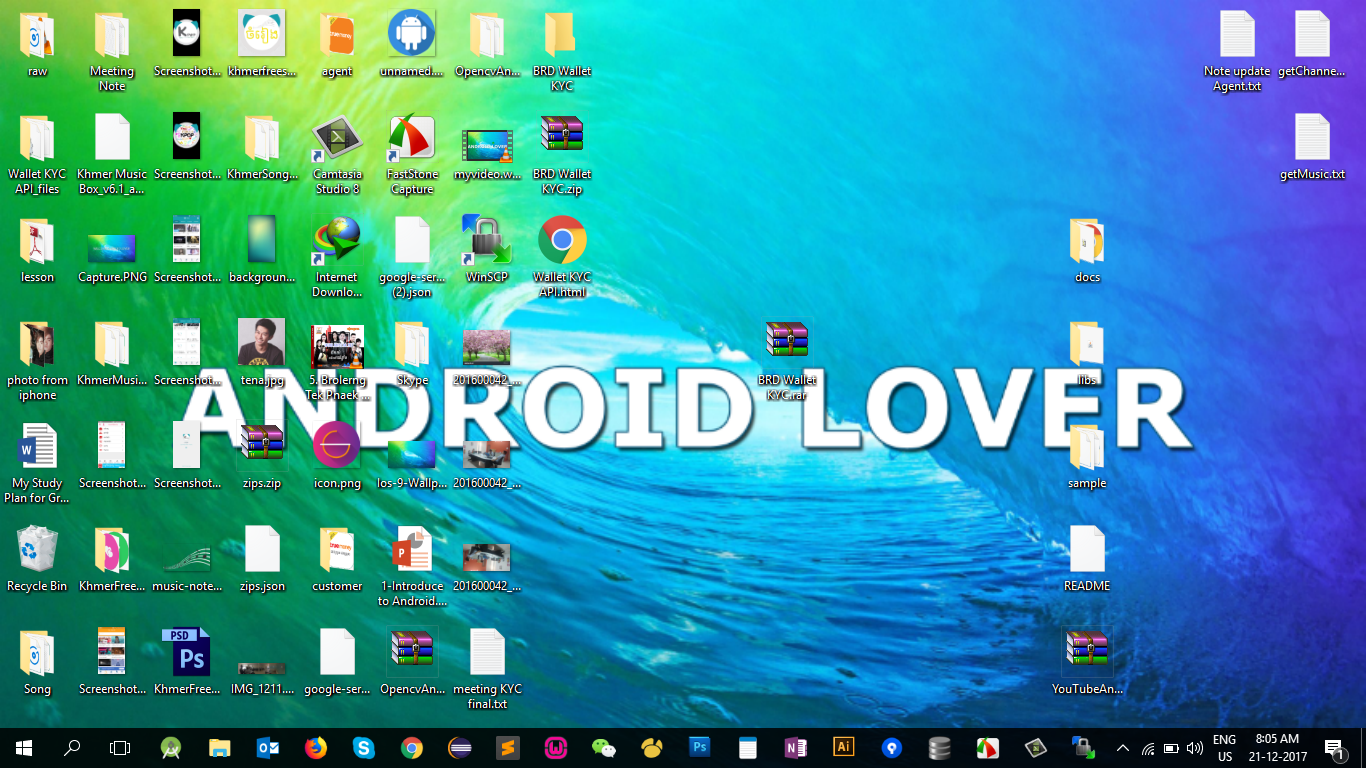 raw
Meeting
Note
Screenshot...
khmerfrees...
agent
unnamed....
OpencvAn...
BRD Wallet
KYC
Note update
Agent.txt
getChanne...
Wallet KYC
API_files
Khmer Music
Box_v6.1_a...
Screenshot...
KhmerSong...
Camtasia
Studio 8
FastStone
Capture
myvideo.w...
BRD Wallet
KYC.zip
getMusic.txt
lesson
Capture.PNG
Screenshot...
backgroun...
Internet
Downlo...
google-ser...
(2).json
WinSCP
Wallet KYC
API.html
docs
photo from
iphone
KhmerMusi...
Screenshot...
tena.jpg
5. Brolerng
Tek Phaek ...
Skype
201600042_...
BRD Wallet
KYC.rar
libs
ANDROID LOVER
My Study
Plan for Gr...
Screenshot...
Screenshot...
zips.zip
icon.png
Ios-9-Wallp...
201600042_...
sample
Recycle Bin
KhmerFree...
music-note...
zips.json
customer
1-Introduce
to Android....
201600042_...
README
Song
Screenshot...
PSD
Ps
KhmerFree...
IMG_1211....
google-ser...
OpencvAn...
meeting KYC
final.txt
YouTubeAn...
ENG
US
8:05 AM
21-12-2017
1